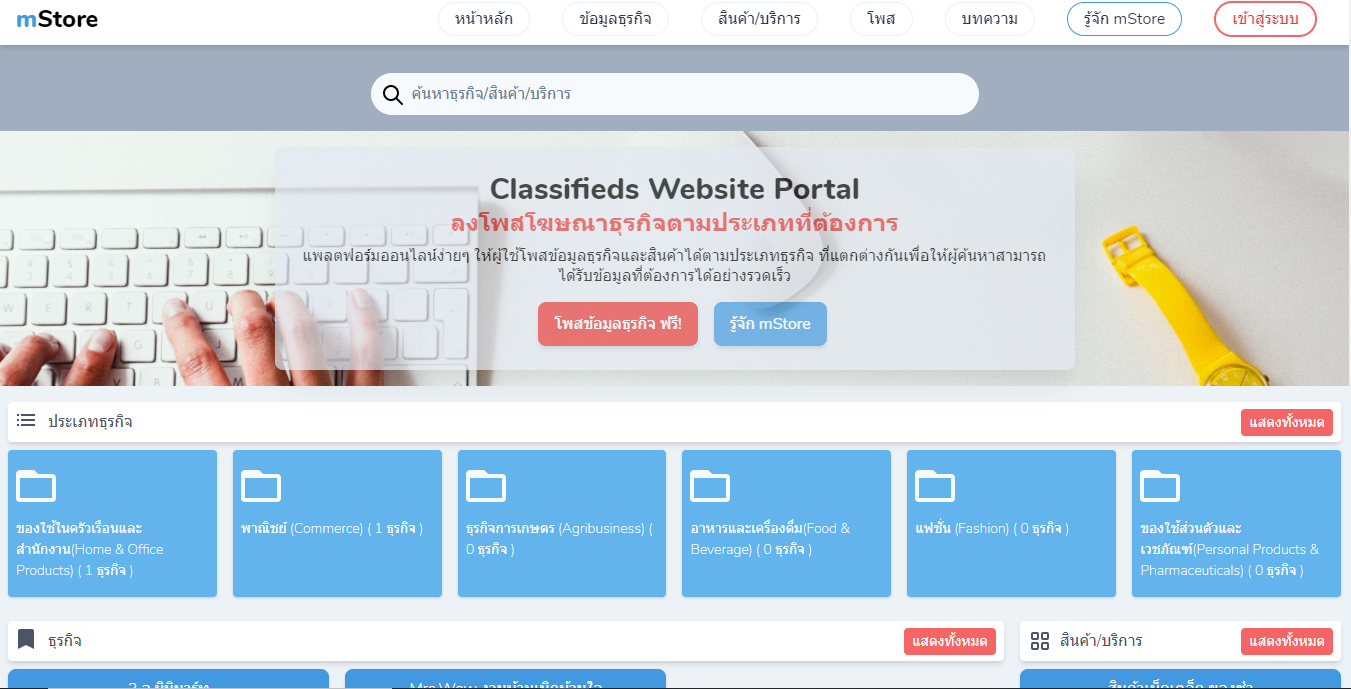 mStore
หน้าหลัก
ข้อมูลธุรกิจ
สินค้า/บริการ
โพส
บทความ
รู้จัก mStore
เข้าสู่ระบบ
ค้นหาธุรกิจ/สินค้า/บริการ
Classifieds Website Portal
ลงโพสโฆษณาธุรกิจตามประเภทที่ต้องการ
แพลตฟอร์มออนไลน์ง่ายๆ ให้ผู้ใช้โพสข้อมูลธุรกิจและสินค้าได้ตามประเภทธุรกิจ ที่แตกต่างกันเพื่อให้ผู้ค้นหาสามารถ
ได้รับข้อมูลที่ต้องการได้อย่างรวดเร็ว
โพสข้อมูลธุรกิจ ฟรี!
รู้จัก mStore
ประเภทธุรกิจ
แสดงทั้งหมด
ของใช้ในครัวเรือนและ
สำนักงาน(Home & Office
Products) ( 1 ธุรกิจ )
พาณิชย์ (Commerce) ( 1 ธุรกิจ )
ธุรกิจการเกษตร (Agribusiness) (
0 ธุรกิจ )
อาหารและเครื่องดื่ม(Food &
Beverage) ( 0 ธุรกิจ )
แฟชั่น (Fashion) ( 0 ธุรกิจ )
ของใช้ส่วนตัวและ
เวชภัณฑ์(Personal Products &
Pharmaceuticals) ( 0 ธุรกิจ )
ธุรกิจ
แสดงทั้งหมด
สินค้า/บริการ
แสดงทั้งหมด